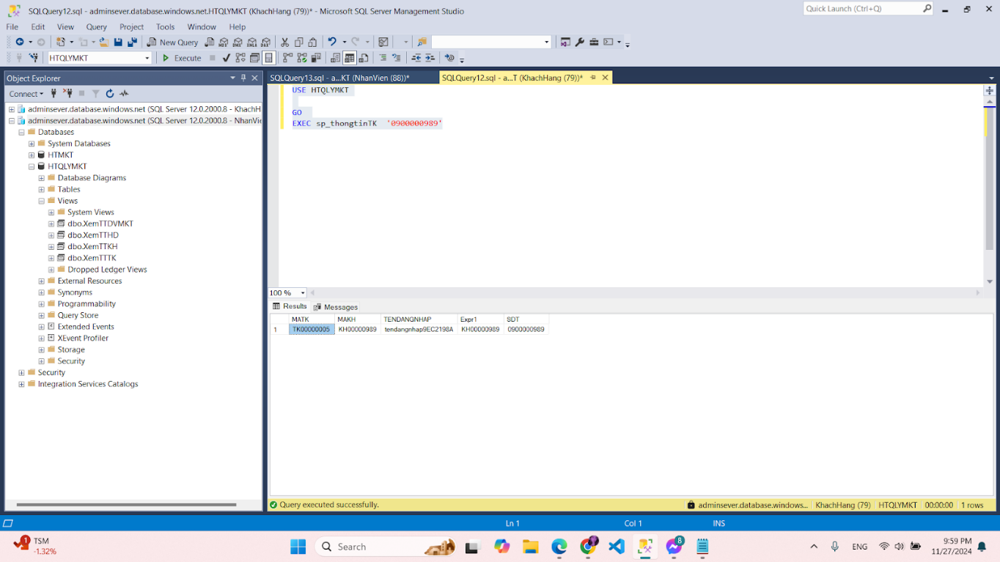 SQLQuery12.sql - adminsever.database.windows.net.HTQLYMKT (KhachHang (79))* - Microsoft SQL Server Management Studio
Quick Launch (Ctrl+Q)
File Edit View Query Project Tools Window Help
New Query
HTQLYMKT
Execute
Object Explorer
Connect
adminsever.database.windows.net (SQL Server 12.0.2000.8 - KhachH
adminsever.database.windows.net (SQL Server 12.0.2000.8 - NhanVie
Databases
System Databases
HTMKT
HTQLYMKT
Database Diagrams
Tables
Views
System Views
dbo.XemTTDVMKT
dbo.XemTTHD
dbo.XemTTKH
dbo.XemTTTK
Dropped Ledger Views
External Resources
Synonyms
Programmability
Query Store
Extended Events
XEvent Profiler
Storage
Security
Security
Integration Services Catalogs
SQLQuery13.sql - a...KT (NhanVien (88))*
SQLQuery12.sql - a...T (KhachHang (79))*
USE HTQLYMKT
GO
EXEC sp_thongtinTK '0900000989'
100 %
Results Messages
MATK MAKH TENDANGNHAP Expr1 SDT
1 TK00000005 KH00000989 tendangnhap9EC2198A KH00000989 0900000989
Query executed successfully.
adminsever.database.windows... KhachHang (79) HTQLYMKT 00:00:00 1 rows
Ln 1 Col 1 INS
1
TSM
-1.32%
Search
8
ENG
9:59 PM
11/27/2024